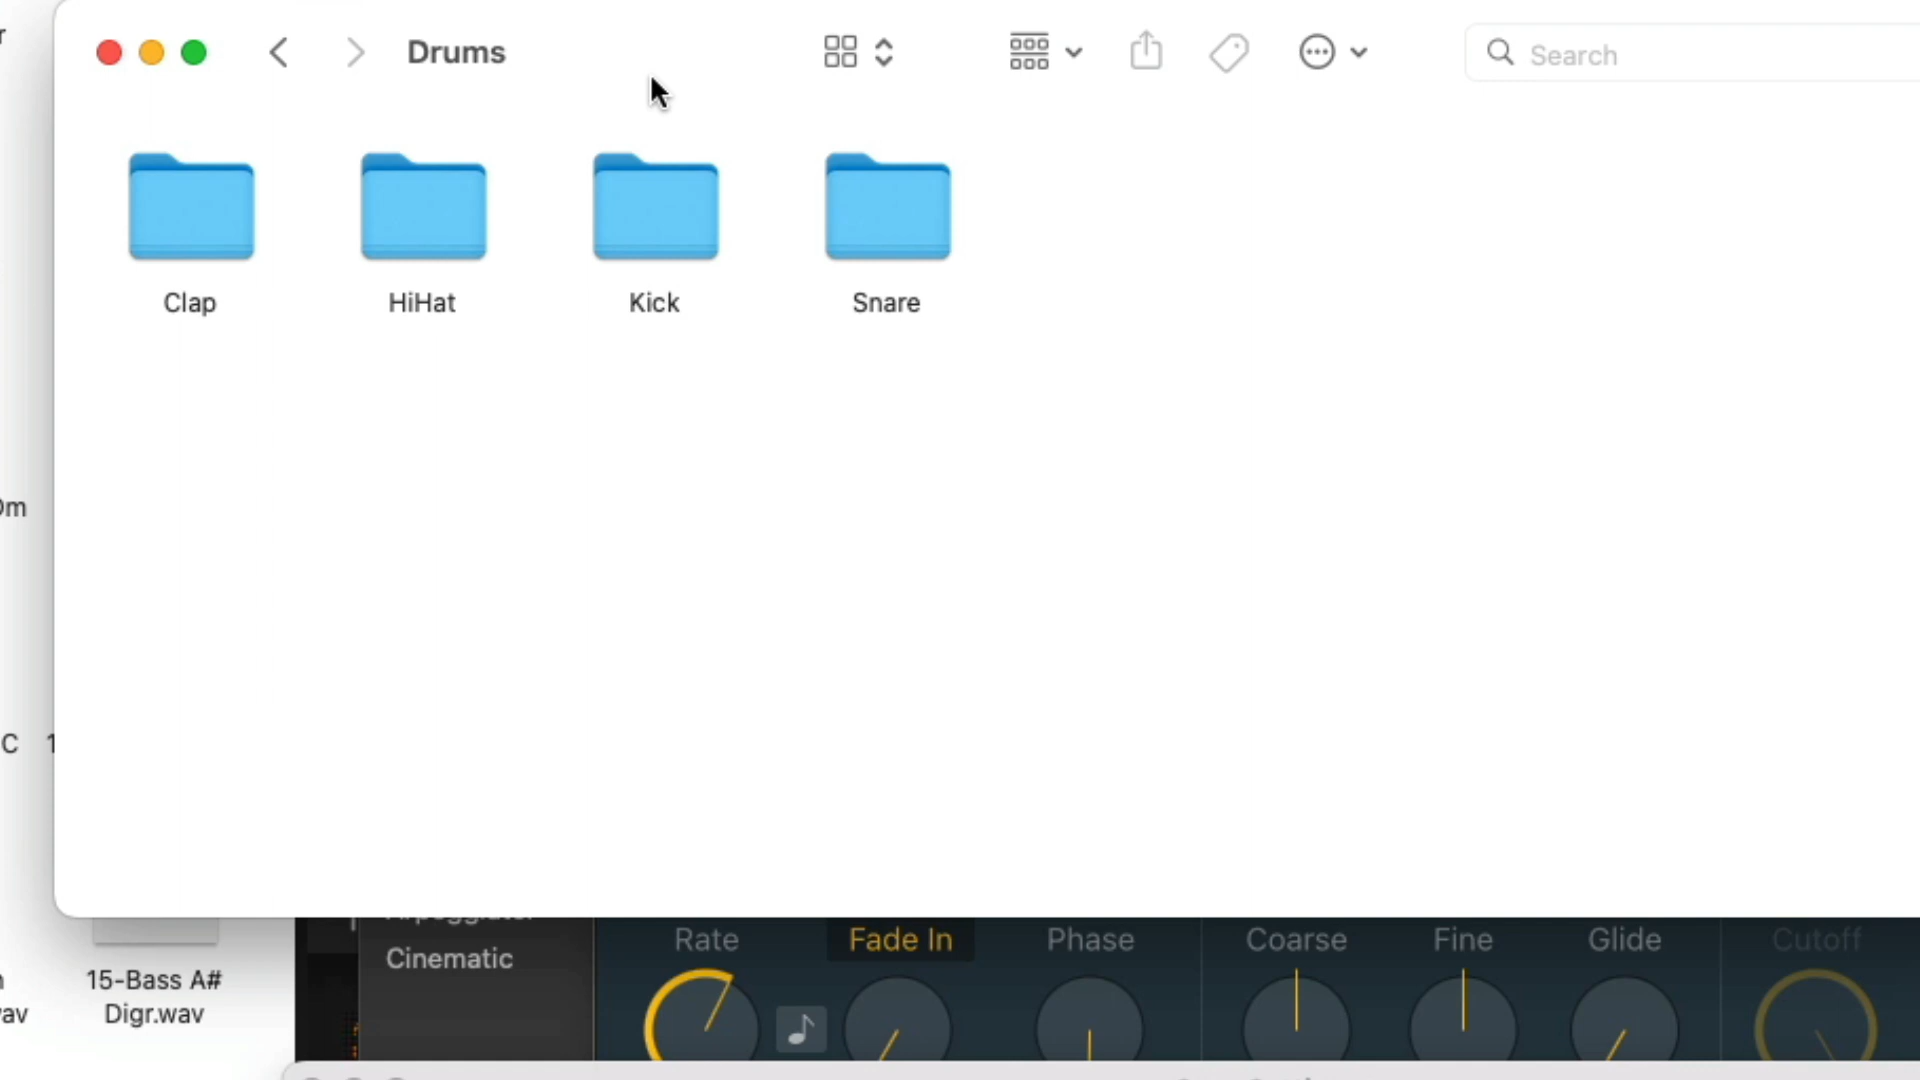 Drums
Search
Clap
HiHat
Kick
Snare
C
15-Bass A#
Digr.wav
Cinematic
Rate
Fade In
Phase
Coarse
Fine
Glide
Cutoff